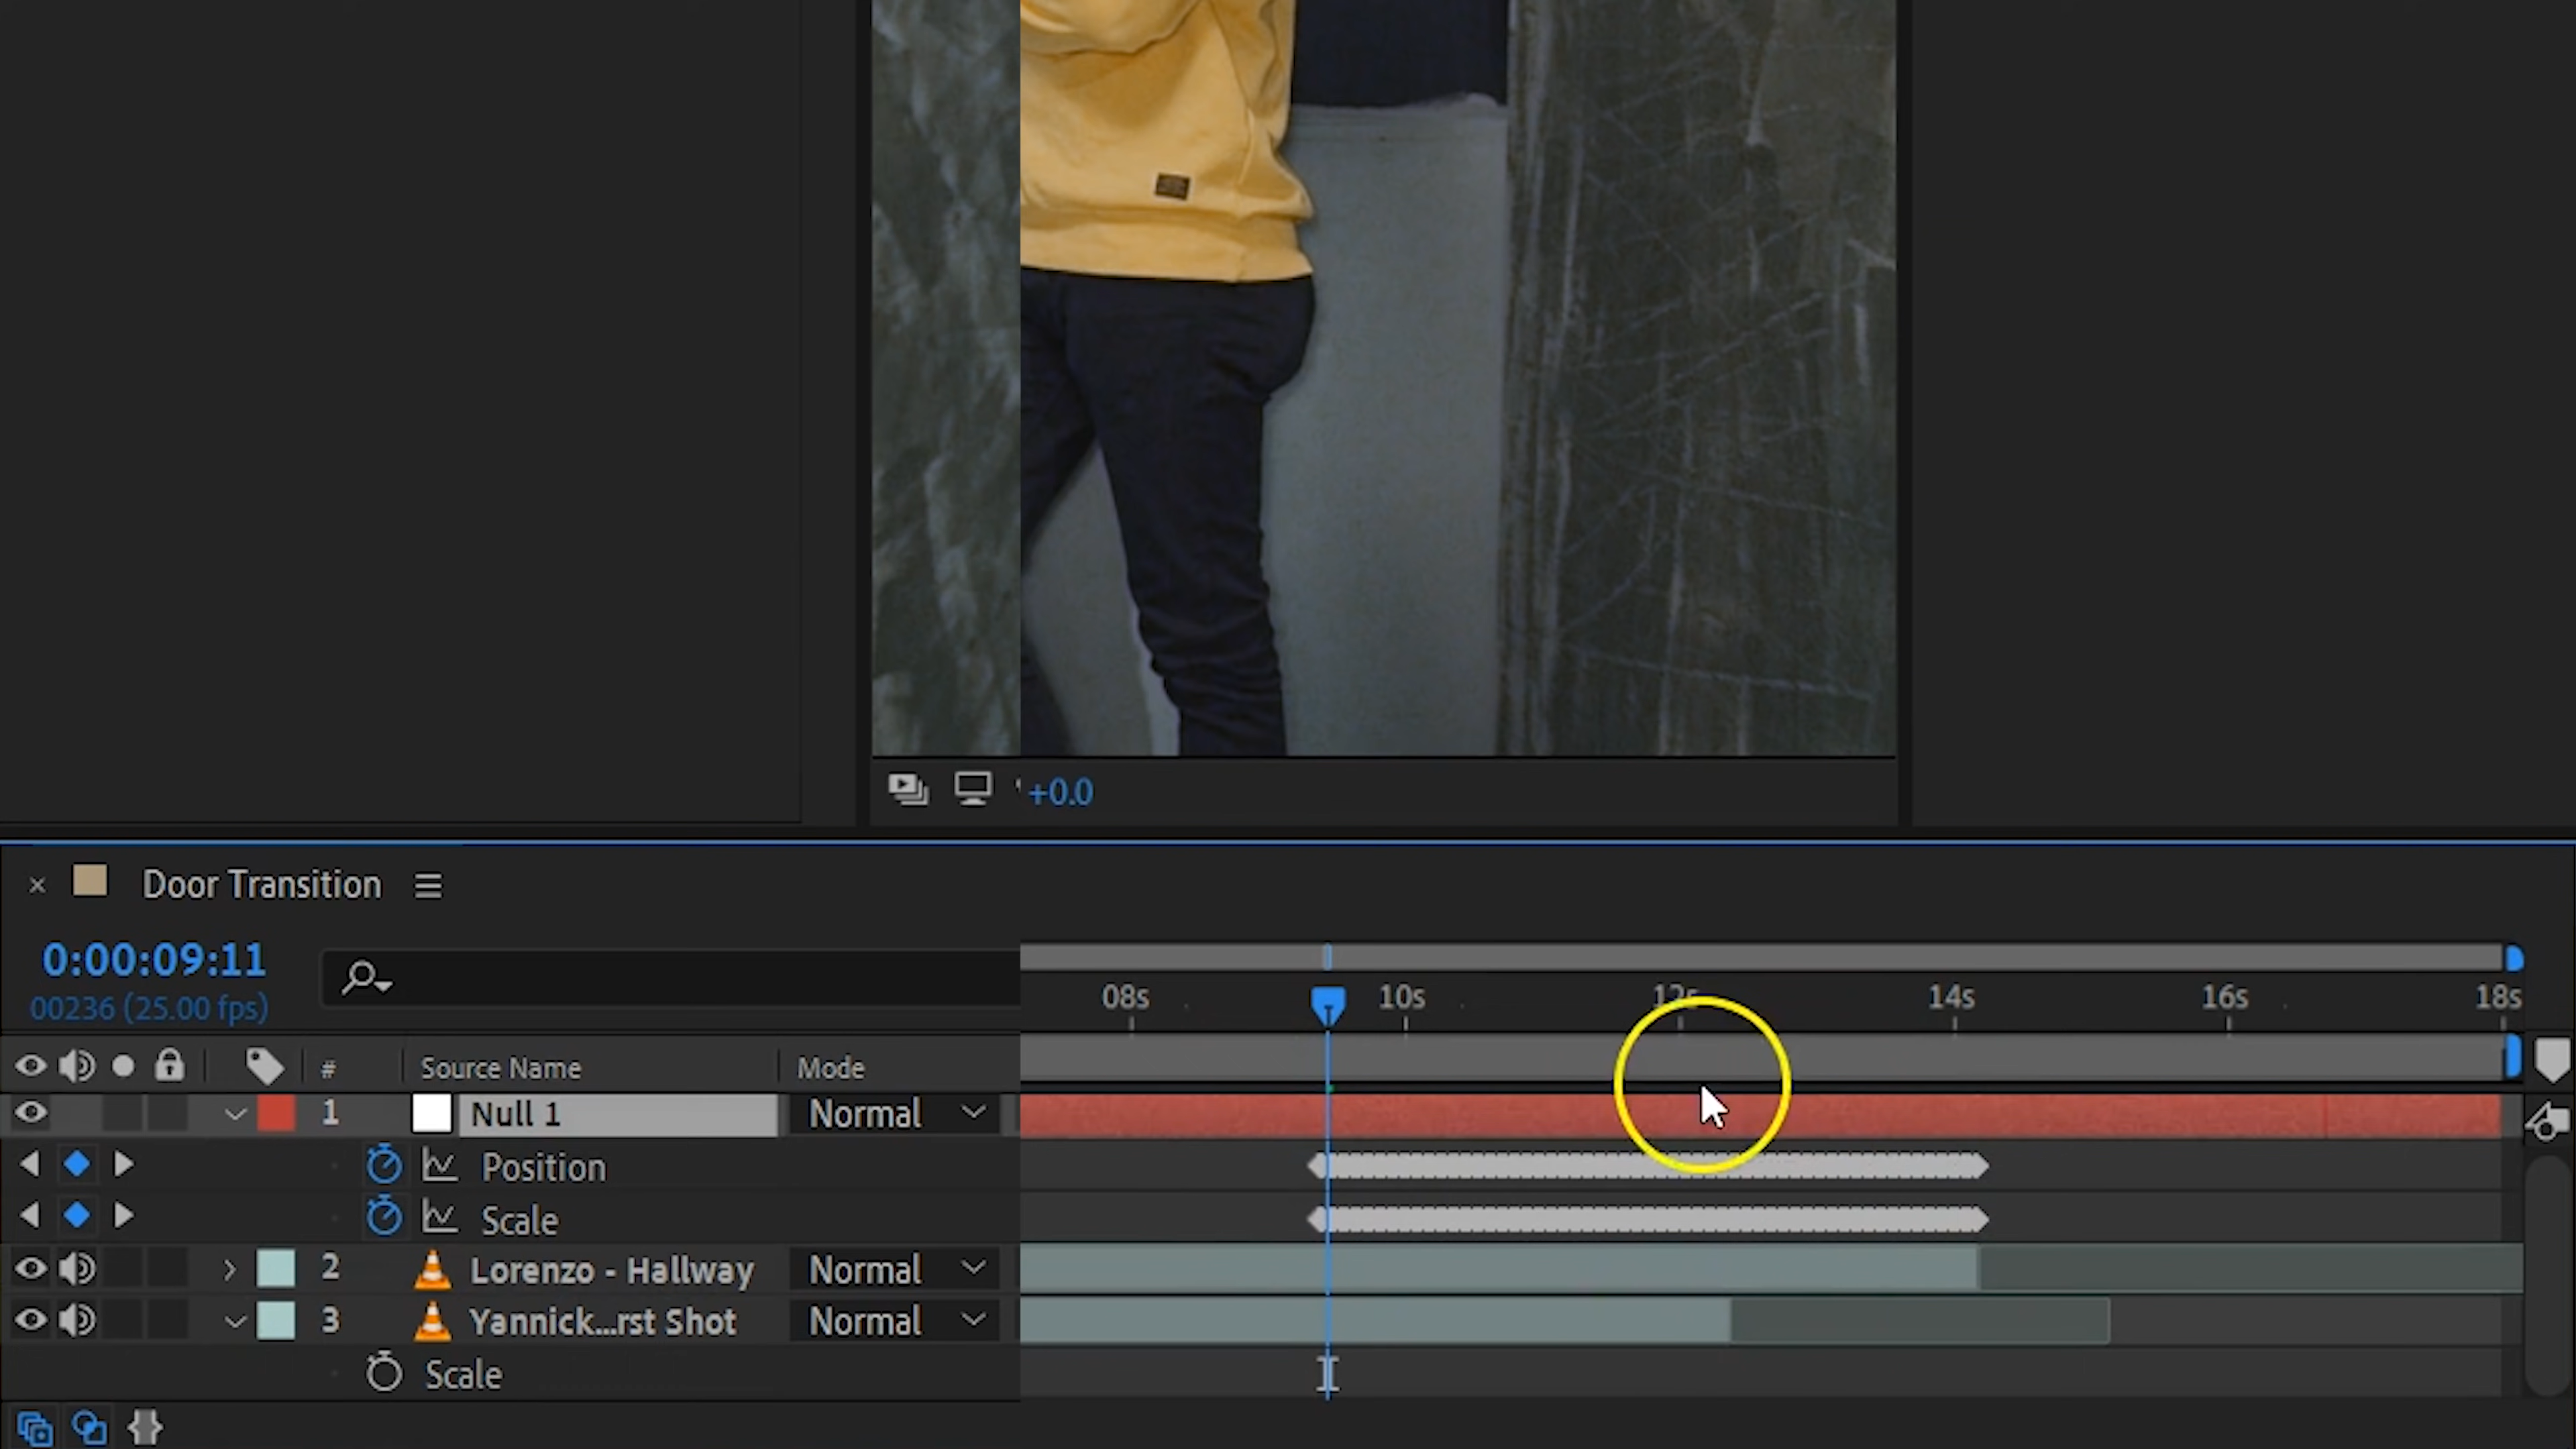 +0.0
Door Transition
0:00:09:11
00236 (25.00 fps)
08s 10s 12s 14s 16s 18s
# Source Name Mode
1 Null 1 Normal
Position
Scale
2 Lorenzo - Hallway Normal
3 Yannick...rst Shot Normal
Scale